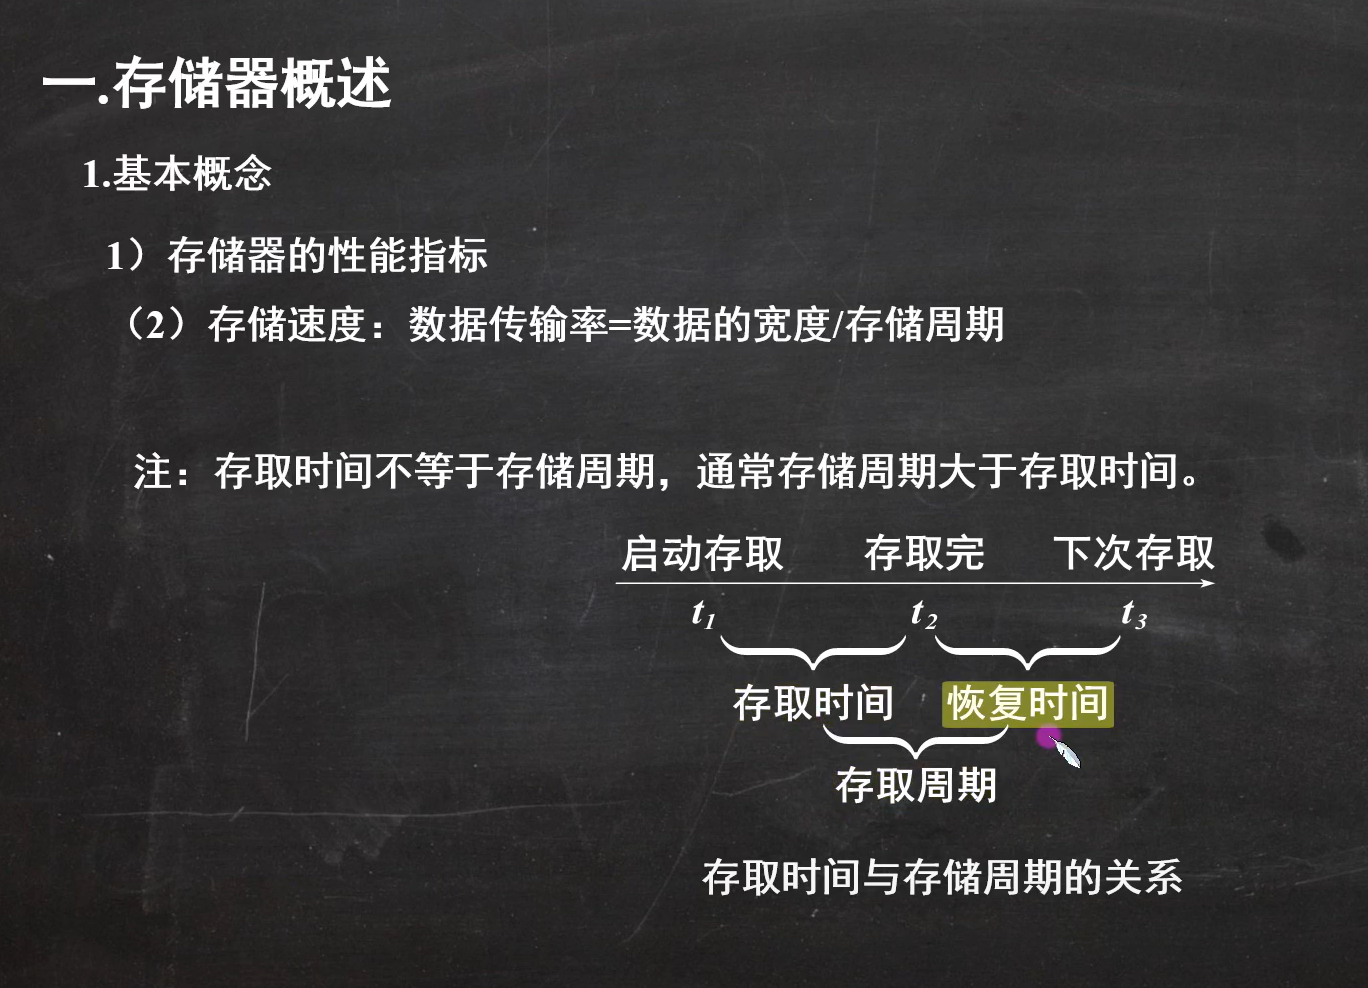 一.存储器概述
1.基本概念
1）存储器的性能指标
（2）存储速度：数据传输率=数据的宽度/存储周期
注：存取时间不等于存储周期，通常存储周期大于存取时间。
启动存取 存取完 下次存取
t1 t2 t3
存取时间 恢复时间
存取周期
存取时间与存储周期的关系